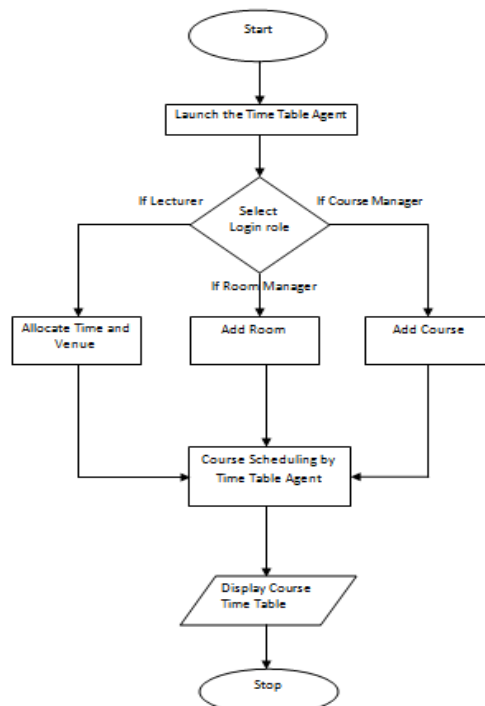 Start
Launch the Time Table Agent
If Lecturer
If Course Manager
Select
Login role
If Room Manager
Allocate Time and
Venue
Add Room
Add Course
Course Scheduling by
Time Table Agent
Display Course
Time Table
Stop